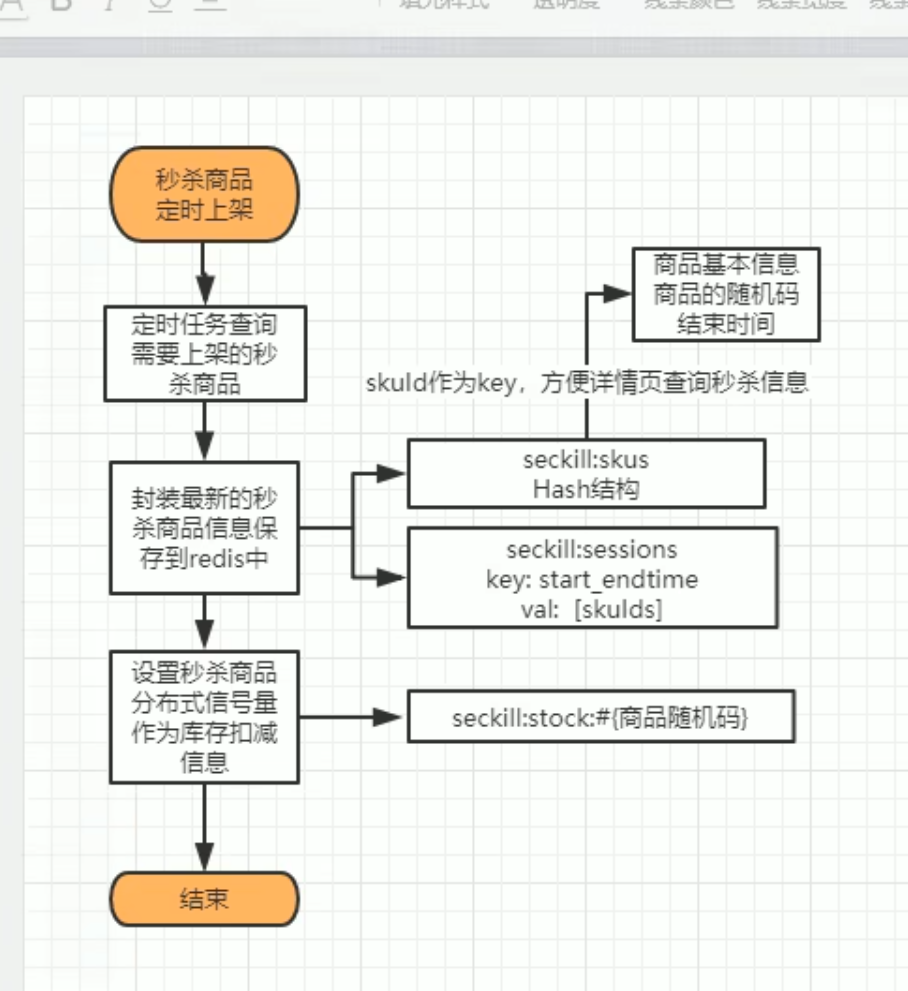 秒杀商品
定时上架
定时任务查询
需要上架的秒
杀商品
商品基本信息
商品的随机码
结束时间
skuId作为key，方便详情页查询秒杀信息
封装最新的秒
杀商品信息保
存到redis中
seckill:skus
Hash结构
seckill:sessions
key: start_endtime
val: [skuIds]
设置秒杀商品
分布式信号量
作为库存扣减
信息
seckill:stock:#{商品随机码}
结束